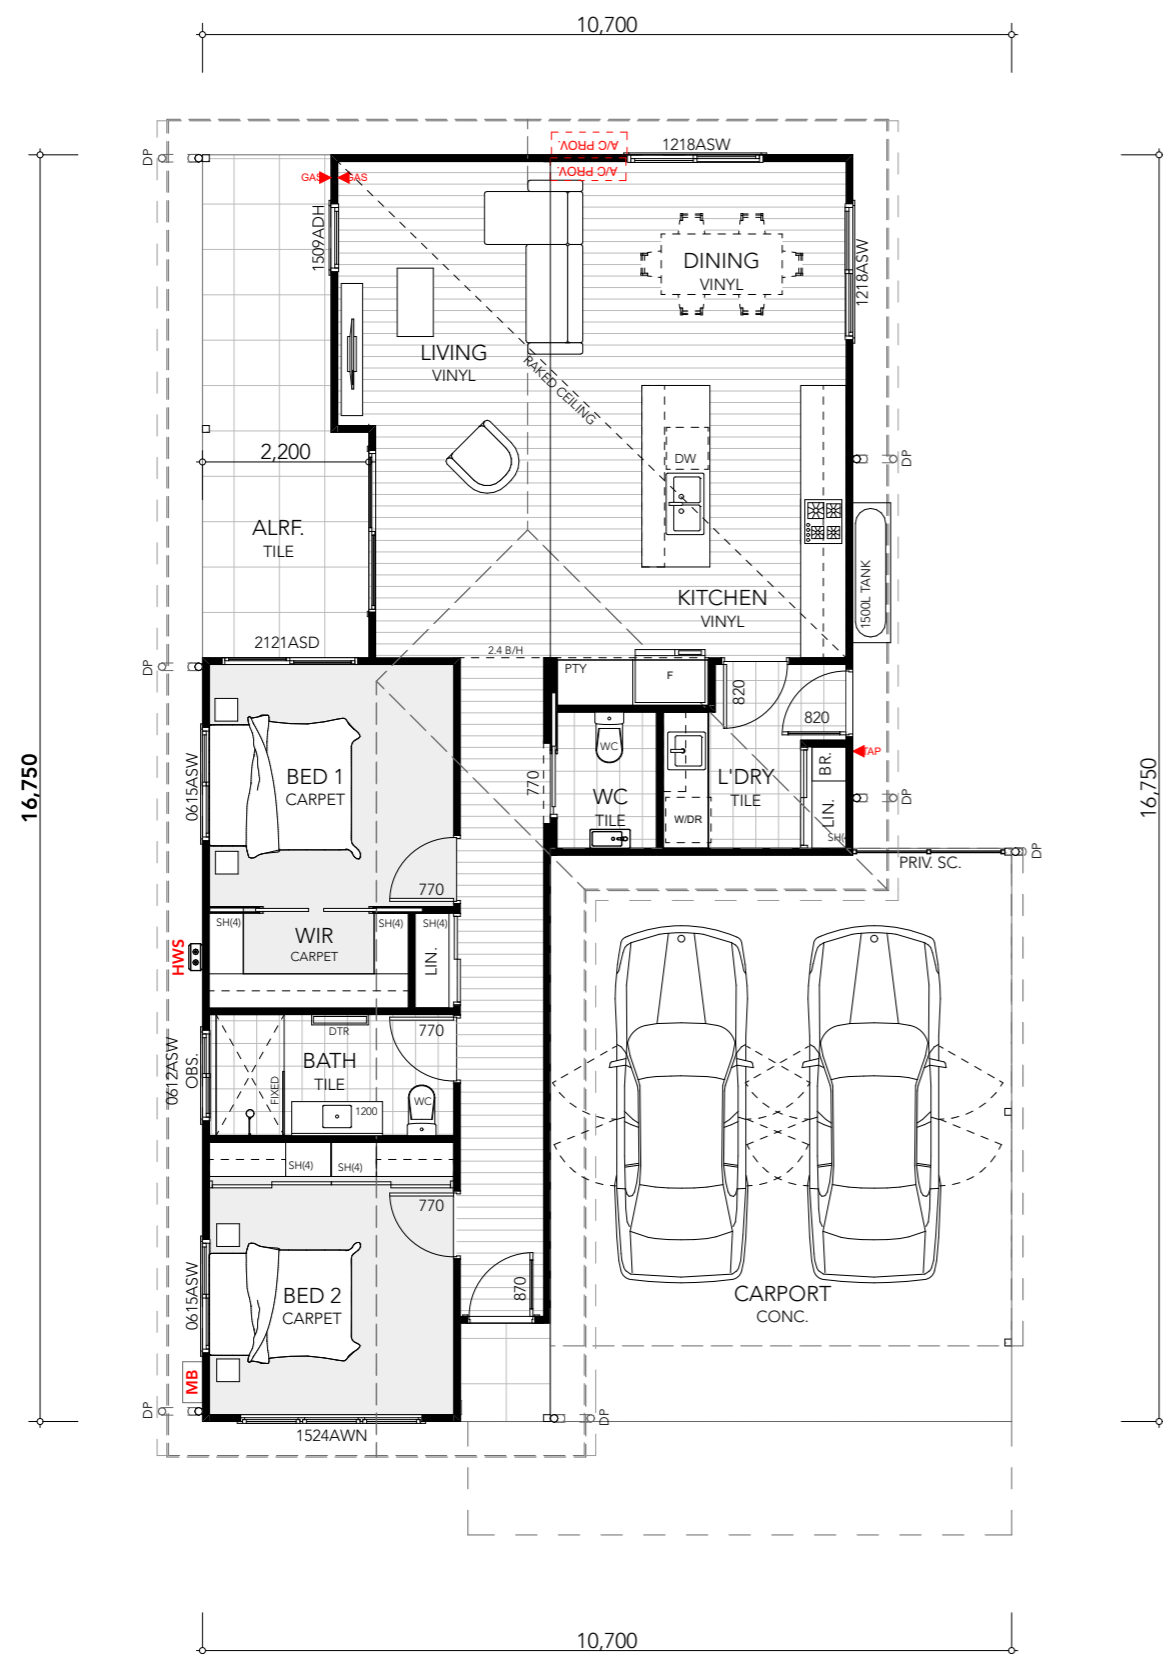 10,700
A/C PROV.
A/C PROV.
1218ASW
DP
GAS
GAS
1509ADH
DINING
VINYL
1218ASW
LIVING
VINYL
RAKED CEILING
2,200
DW
DP
ALRF.
TILE
1500L TANK
KITCHEN
VINYL
2121ASD
2.4 B/H
DP
PTY
F
820
820
16,750
0615ASW
BED 1
CARPET
770
WC
WC
TILE
L'DRY
TILE
W/DR
BR.
LIN.
SH(4)
TAP
DP
16,750
PRIV. SC.
DP
770
SH(4)
SH(4)
SH(4)
WIR
CARPET
LIN.
HWS
DTR
770
0612ASW
OBS.
BATH
TILE
FIXED
1200
WC
SH(4)
SH(4)
770
0615ASW
BED 2
CARPET
870
CARPORT
CONC.
MB
DP
DP
1524AWN
10,700